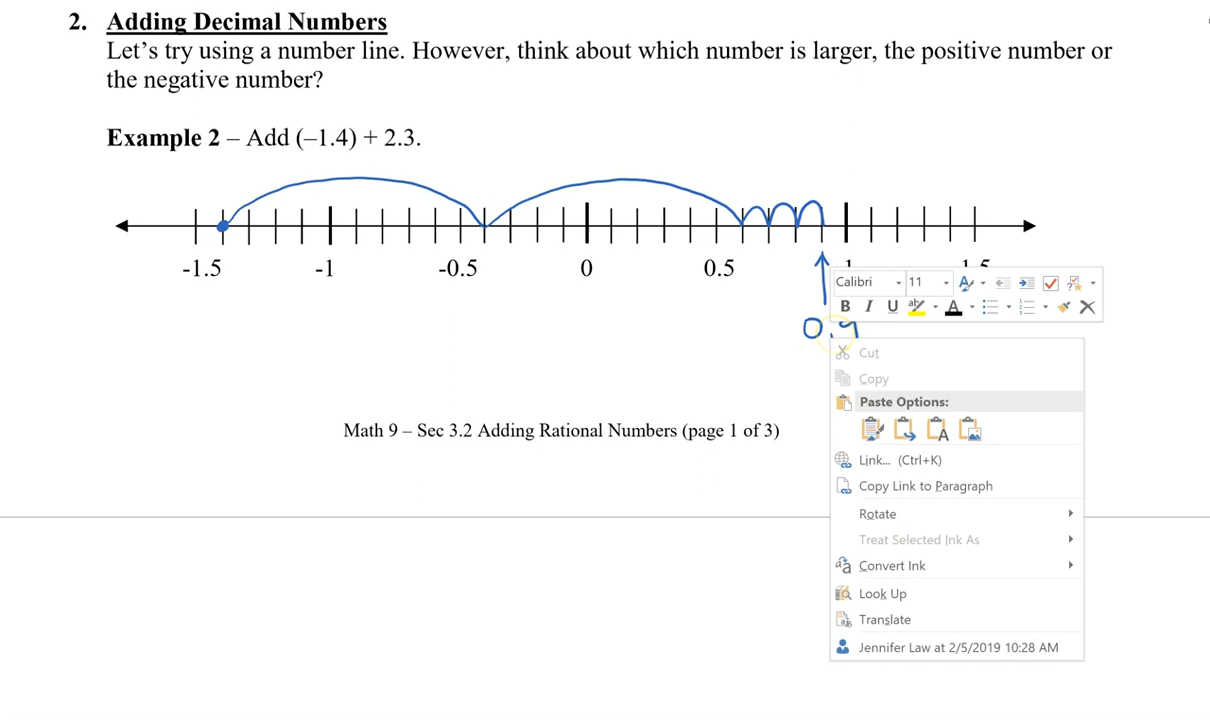 2. Adding Decimal Numbers
Let's try using a number line. However, think about which number is larger, the positive number or
the negative number?
Example 2 – Add (–1.4) + 2.3.
-1.5 -1 -0.5 0 0.5 1 1.5
Calibri 11
B I U ab A
0.9
Cut
Copy
Paste Options:
A
Link... (Ctrl+K)
Math 9 – Sec 3.2 Adding Rational Numbers (page 1 of 3)
Copy Link to Paragraph
Rotate
Treat Selected Ink As
Convert Ink
Look Up
Translate
Jennifer Law at 2/5/2019 10:28 AM